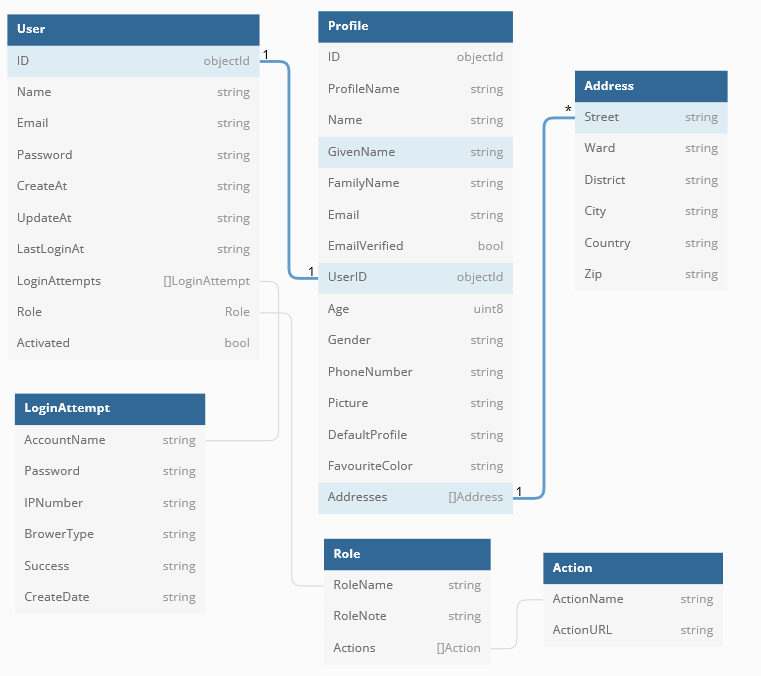 User
ID objectId
Name string
Email string
Password string
CreateAt string
UpdateAt string
LastLoginAt string
LoginAttempts []LoginAttempt
Role Role
Activated bool
1
Profile
ID objectId
ProfileName string
Name string
GivenName string
FamilyName string
Email string
EmailVerified bool
1
UserID objectId
Age uint8
Gender string
PhoneNumber string
Picture string
DefaultProfile string
FavouriteColor string
Addresses []Address
1
*
Address
Street string
Ward string
District string
City string
Country string
Zip string
LoginAttempt
AccountName string
Password string
IPNumber string
BrowerType string
Success string
CreateDate string
Role
RoleName string
RoleNote string
Actions []Action
Action
ActionName string
ActionURL string